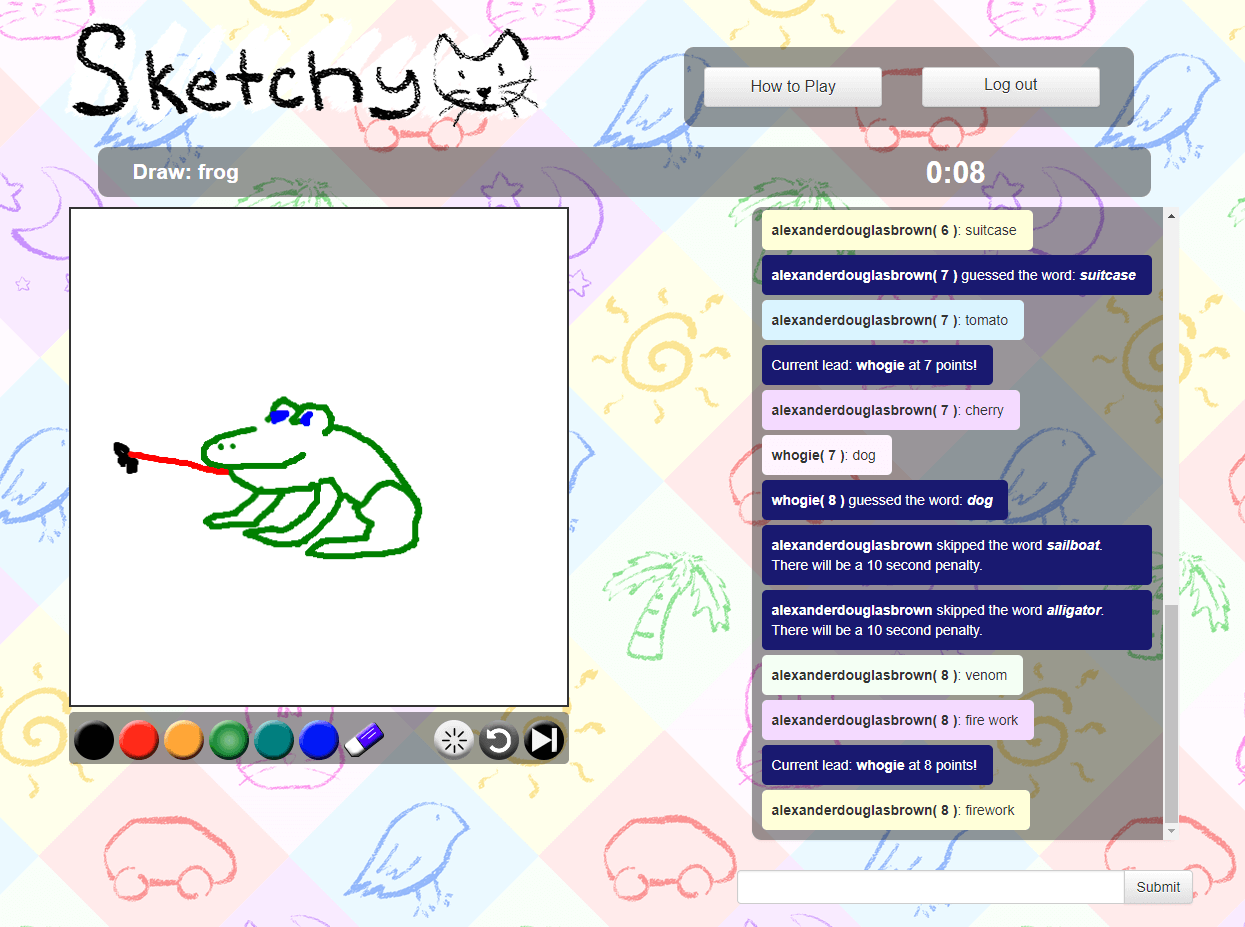 Sketchy
How to Play
Log out
Draw: frog
0:08
alexanderdouglasbrown( 6 ): suitcase
alexanderdouglasbrown( 7 ) guessed the word: suitcase
alexanderdouglasbrown( 7 ): tomato
Current lead: whogie at 7 points!
alexanderdouglasbrown( 7 ): cherry
whogie( 7 ): dog
whogie( 8 ) guessed the word: dog
alexanderdouglasbrown skipped the word sailboat.
There will be a 10 second penalty.
alexanderdouglasbrown skipped the word alligator.
There will be a 10 second penalty.
alexanderdouglasbrown( 8 ): venom
alexanderdouglasbrown( 8 ): fire work
Current lead: whogie at 8 points!
alexanderdouglasbrown( 8 ): firework
Submit